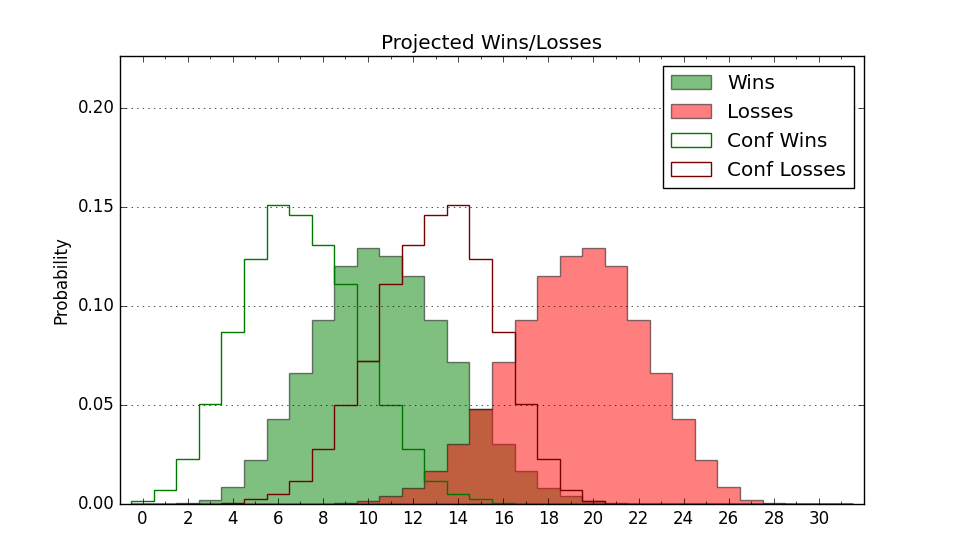 Projected Wins/Losses
Wins
Losses
Conf Wins
Conf Losses
Probability
0.20
0.15
0.10
0.05
0.00
0 2 4 6 8 10 12 14 16 18 20 22 24 26 28 30